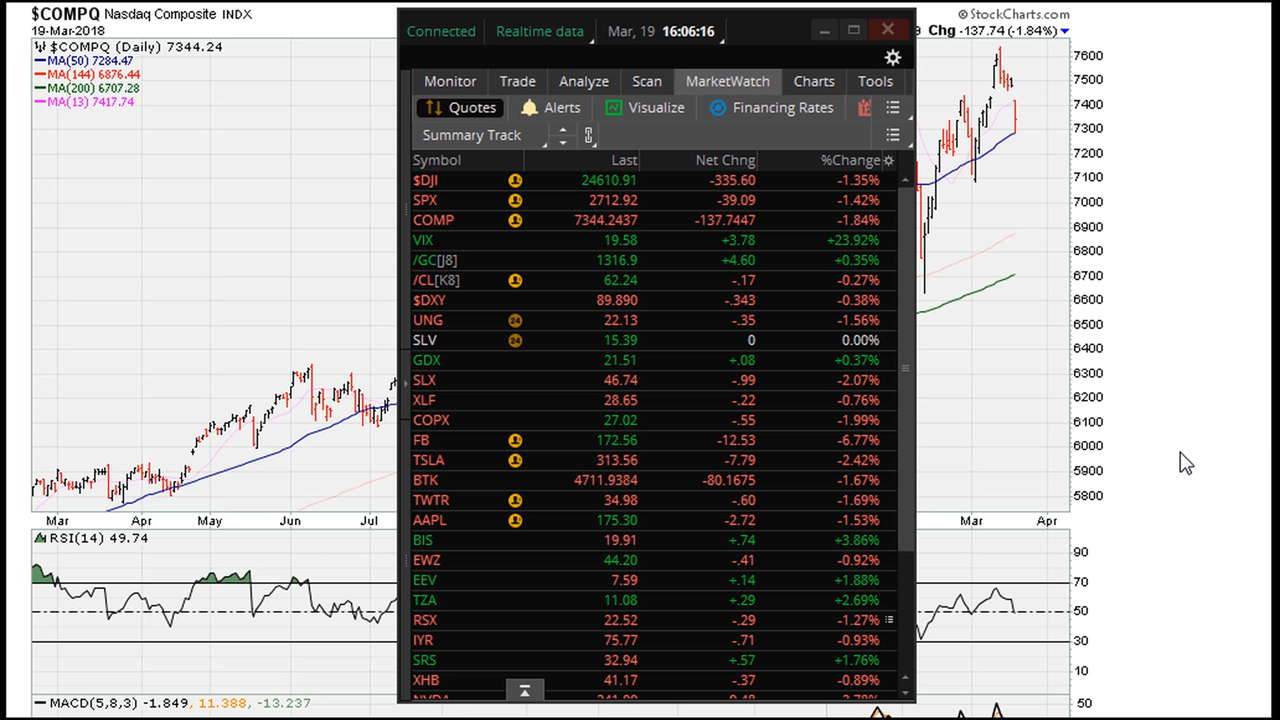 $COMPQ Nasdaq Composite INDX
© StockCharts.com
19-Mar-2018
9 Chg -137.74 (-1.84%)
$COMPQ (Daily) 7344.24
MA(50) 7284.47
MA(144) 6876.44
MA(200) 6707.28
MA(13) 7417.74
Connected Realtime data Mar, 19 16:06:16
Monitor Trade Analyze Scan MarketWatch Charts Tools
Quotes Alerts Visualize Financing Rates
Summary Track
Symbol Last Net Chng %Change
$DJI 24610.91 -335.60 -1.35%
SPX 2712.92 -39.09 -1.42%
COMP 7344.2437 -137.7447 -1.84%
VIX 19.58 +3.78 +23.92%
/GC[J8] 1316.9 +4.60 +0.35%
/CL[K8] 62.24 -.17 -0.27%
$DXY 89.890 -.343 -0.38%
UNG 24 22.13 -.35 -1.56%
SLV 24 15.39 0 0.00%
GDX 21.51 +.08 +0.37%
SLX 46.74 -.99 -2.07%
XLF 28.65 -.22 -0.76%
COPX 27.02 -.55 -1.99%
FB 172.56 -12.53 -6.77%
TSLA 313.56 -7.79 -2.42%
BTK 4711.9384 -80.1675 -1.67%
TWTR 34.98 -.60 -1.69%
AAPL 175.30 -2.72 -1.53%
BIS 19.91 +.74 +3.86%
EWZ 44.20 -.41 -0.92%
EEV 7.59 +.14 +1.88%
TZA 11.08 +.29 +2.69%
RSX 22.52 -.29 -1.27%
IYR 75.77 -.71 -0.93%
SRS 32.94 +.57 +1.76%
XHB 41.17 -.37 -0.89%
7600
7500
7400
7300
7200
7100
7000
6900
6800
6700
6600
6500
6400
6300
6200
6100
6000
5900
5800
Mar Apr May Jun Jul Mar Apr
RSI(14) 49.74
90
70
50
30
10
MACD(5,8,3) -1.849, 11.388, -13.237
50